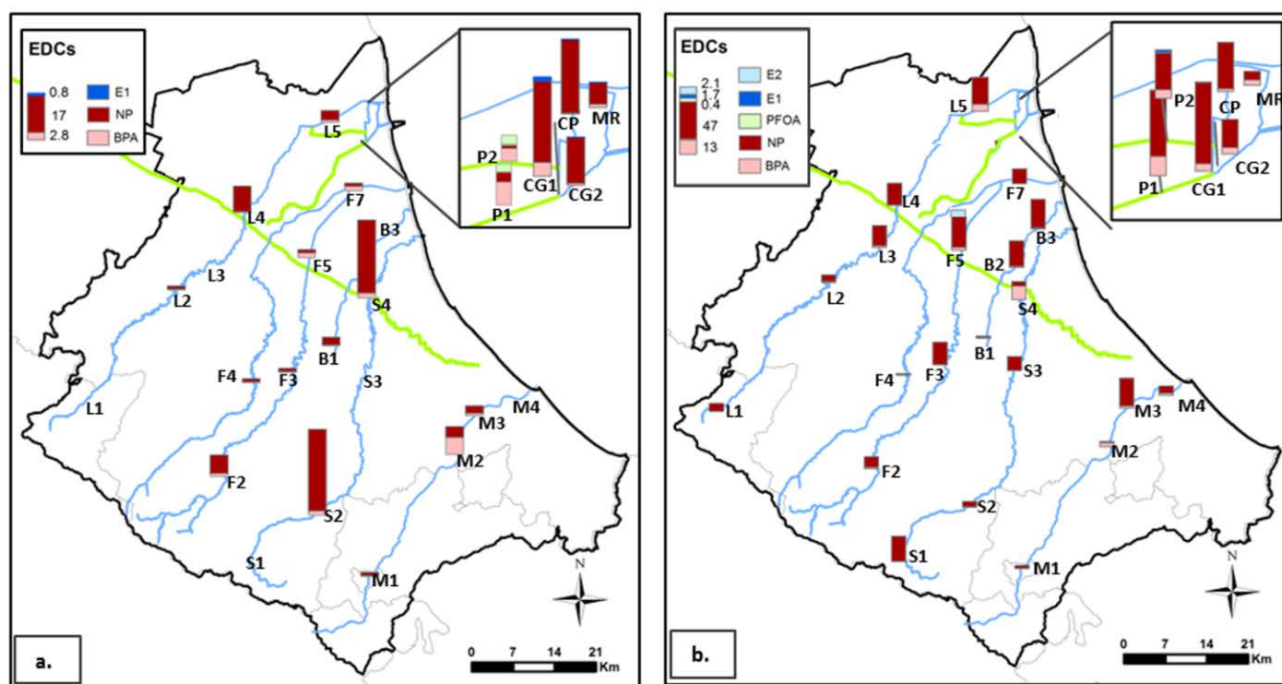 EDCs
0.8 E1
17 NP
2.8 BPA
CP
MR
P2
CG1
CG2
P1
L5
L4
F7
B3
L3
F5
L2
S4
B1
F4
F3
S3
L1
M4
M3
M2
F2
S2
S1
M1
N
0 7 14 21
Km
a.
EDCs
2.1 E2
1.7 E1
0.4 PFOA
47 NP
13 BPA
P2
CP
MR
P1
CG1
CG2
L5
L4
F7
L3
F5
B3
B2
L2
S4
B1
F4
F3
S3
L1
M3
M4
M2
F2
S2
S1
M1
N
0 7 14 21
Km
b.